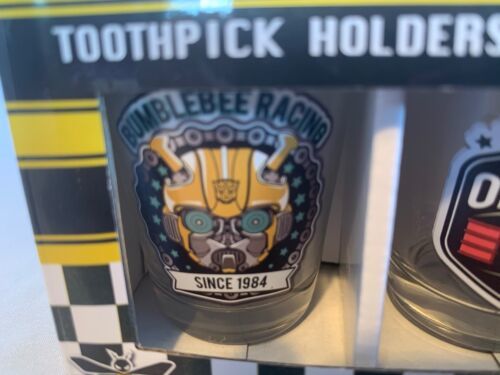 TOOTHPICK HOLDERS
BUMBLEBEE RACING
SINCE 1984